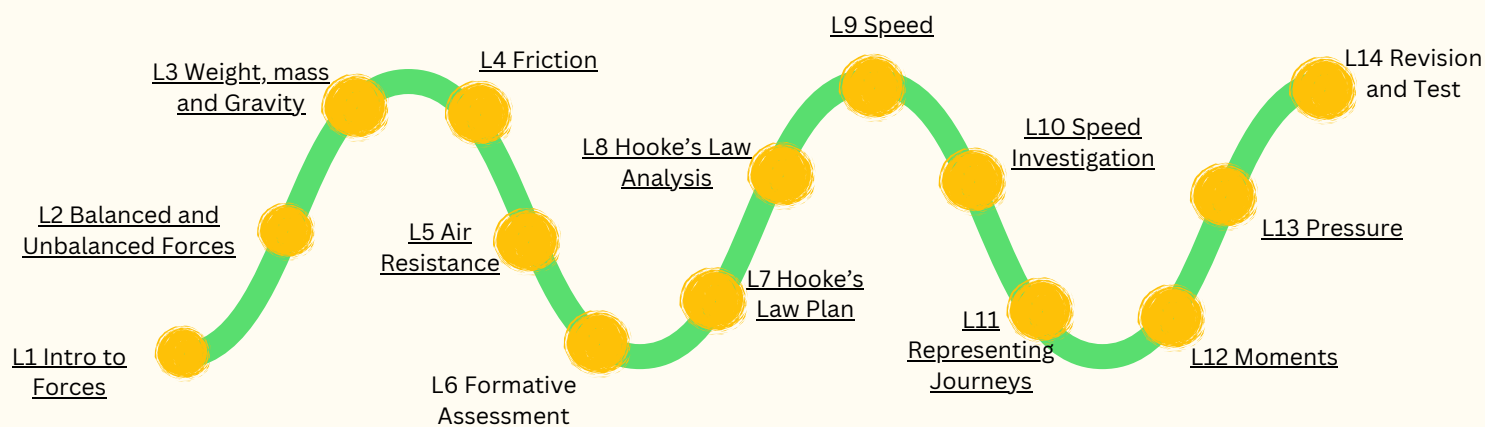 L1 Intro to
Forces
L2 Balanced and
Unbalanced Forces
L3 Weight, mass
and Gravity
L4 Friction
L5 Air
Resistance
L6 Formative
Assessment
L7 Hooke’s
Law Plan
L8 Hooke’s Law
Analysis
L9 Speed
L10 Speed
Investigation
L11
Representing
Journeys
L12 Moments
L13 Pressure
L14 Revision
and Test